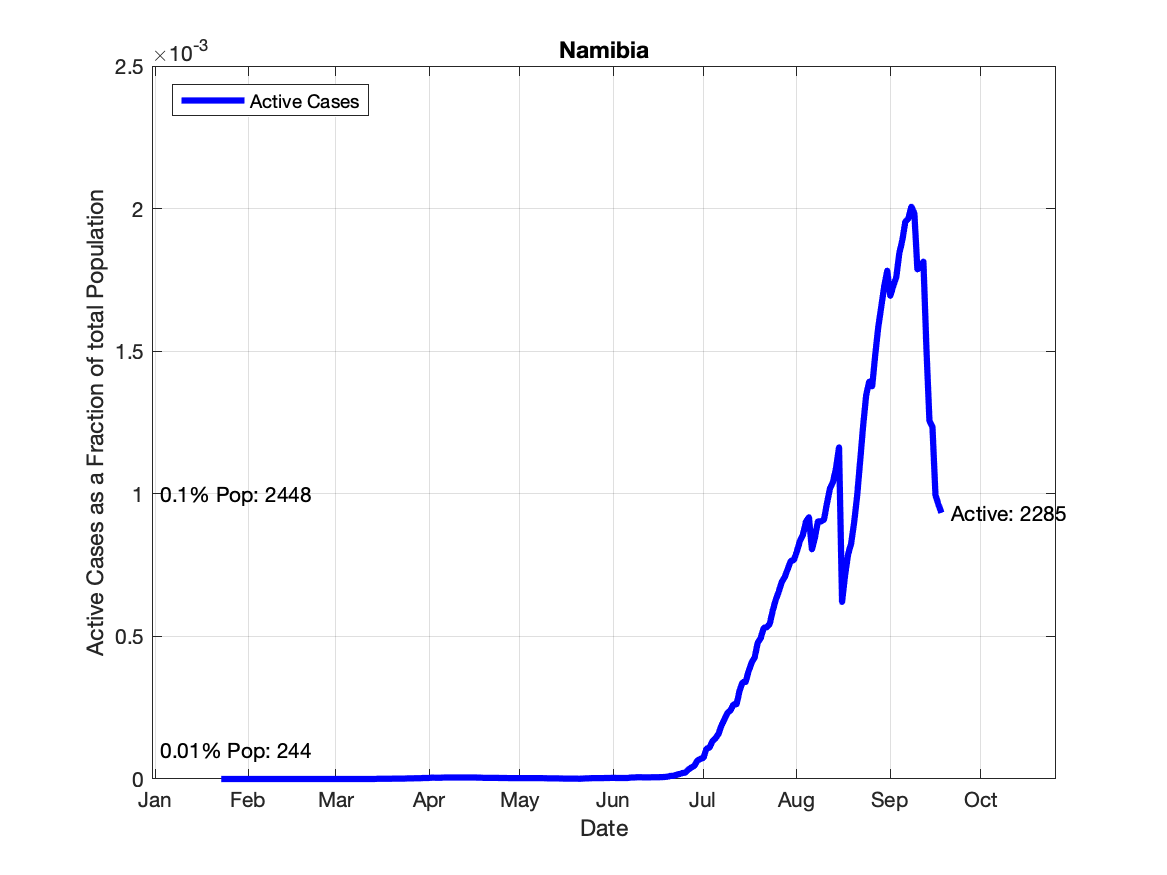 Namibia
×10-3
Active Cases
2.5
2
1.5
1
0.5
0
Active Cases as a Fraction of total Population
0.1% Pop: 2448
Active: 2285
0.01% Pop: 244
Jan Feb Mar Apr May Jun Jul Aug Sep Oct
Date